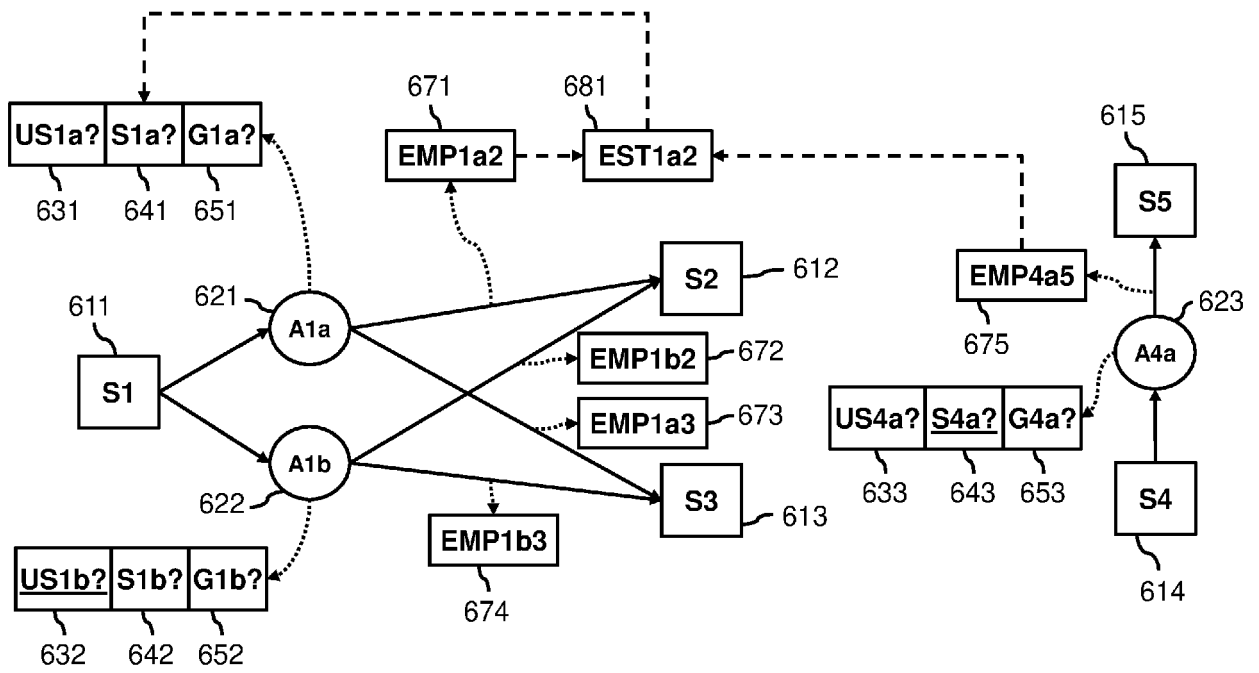 671
681
615
US1a? S1a? G1a?
EMP1a2
EST1a2
S5
631
641
651
S2
612
EMP4a5
621
623
611
A1a
675
A4a
EMP1b2
672
S1
EMP1a3
673
US4a? S4a? G4a?
A1b
633
643
653
S4
622
S3
613
EMP1b3
US1b? S1b? G1b?
614
674
632
642
652